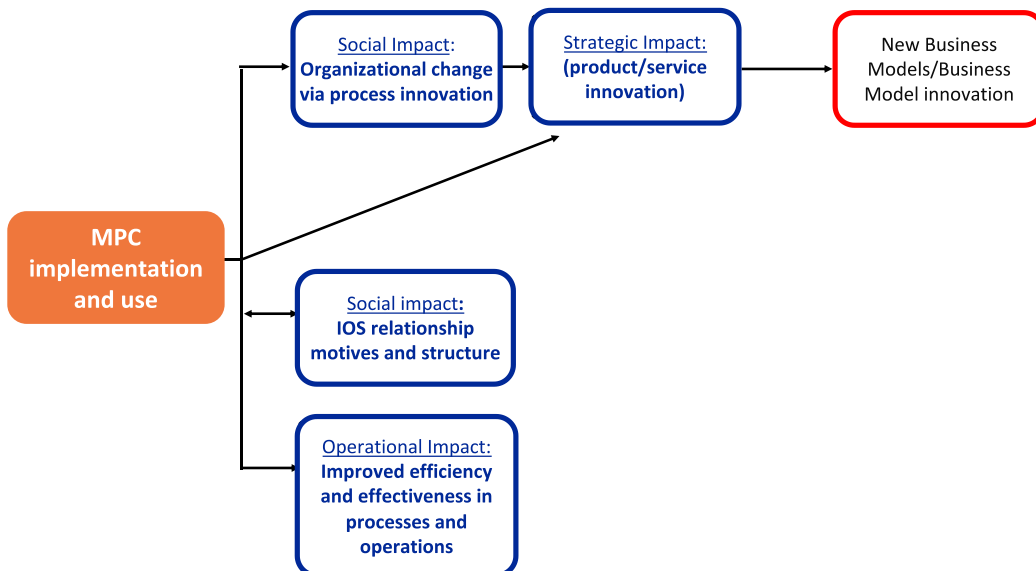 Social Impact:
Organizational change
via process innovation
Strategic Impact:
(product/service
innovation)
New Business
Models/Business
Model innovation
MPC
implementation
and use
Social impact:
IOS relationship
motives and structure
Operational Impact:
Improved efficiency
and effectiveness in
processes and
operations